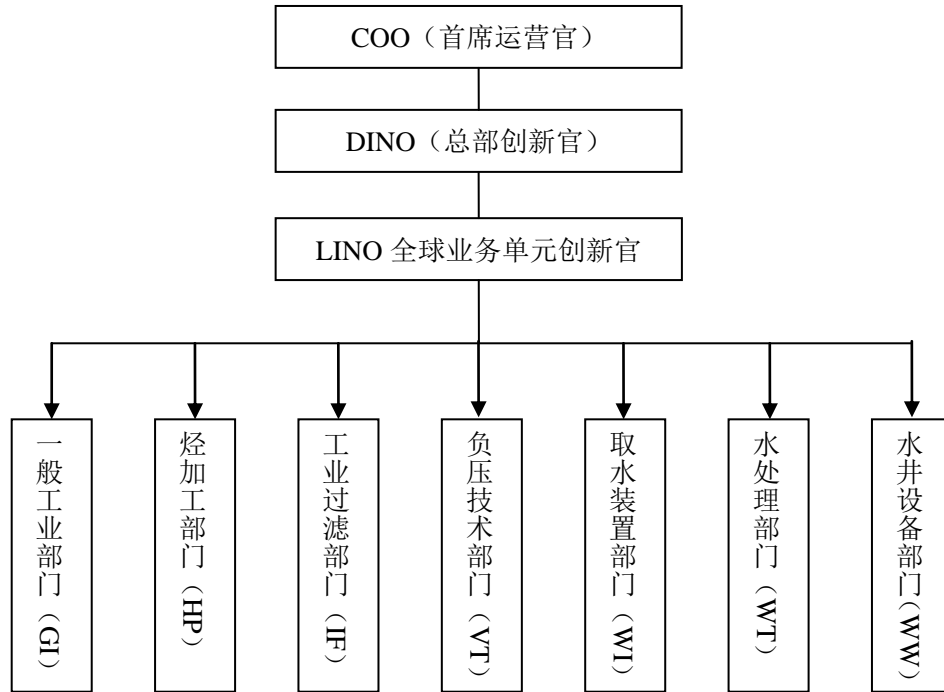 COO（首席运营官）
DINO（总部创新官）
LINO 全球业务单元创新官
一般工业部门（GI）
烃加工部门（HP）
工业过滤部门（IF）
负压技术部门（VT）
取水装置部门（WI）
水处理部门（WT）
水井设备部门（WW）